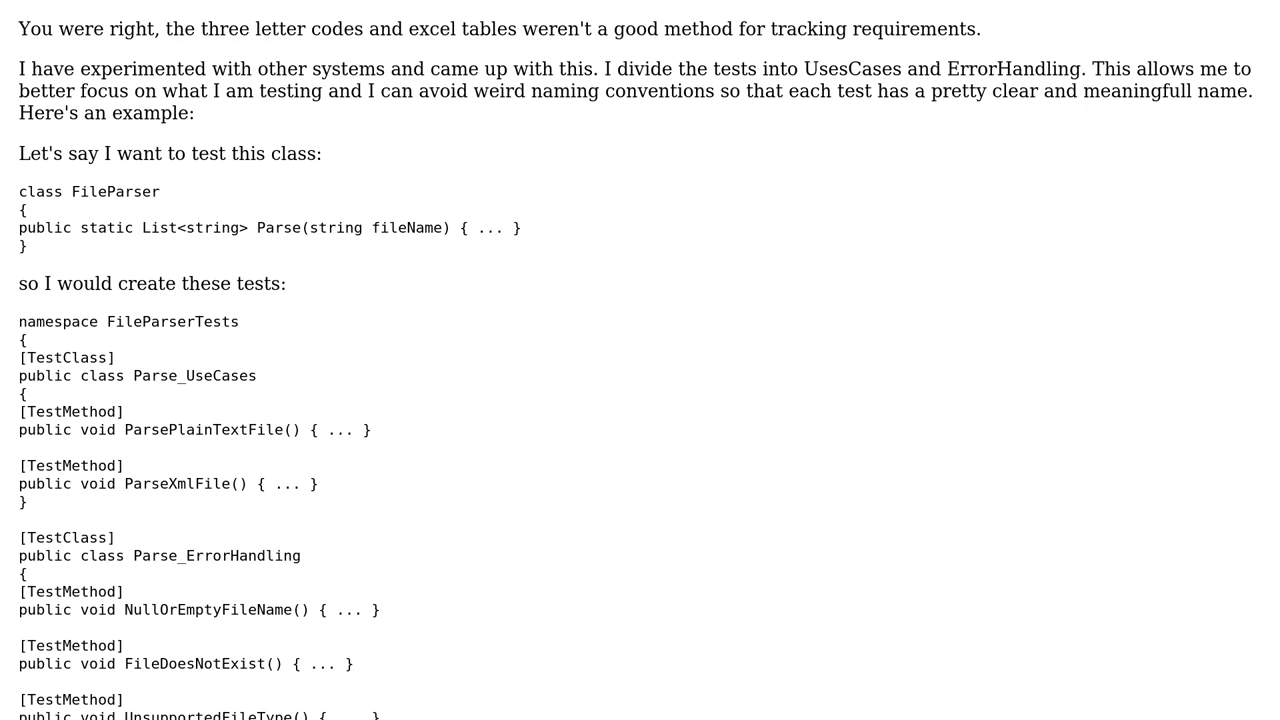 You were right, the three letter codes and excel tables weren't a good method for tracking requirements.
I have experimented with other systems and came up with this. I divide the tests into UsesCases and ErrorHandling. This allows me to
better focus on what I am testing and I can avoid weird naming conventions so that each test has a pretty clear and meaningfull name.
Here's an example:
Let's say I want to test this class:
class FileParser
{
public static List<string> Parse(string fileName) { ... }
}
so I would create these tests:
namespace FileParserTests
{
[TestClass]
public class Parse_UseCases
{
[TestMethod]
public void ParsePlainTextFile() { ... }
[TestMethod]
public void ParseXmlFile() { ... }
}
[TestClass]
public class Parse_ErrorHandling
{
[TestMethod]
public void NullOrEmptyFileName() { ... }
[TestMethod]
public void FileDoesNotExist() { ... }
[TestMethod]
public void UnsupportedFileType() { ... }